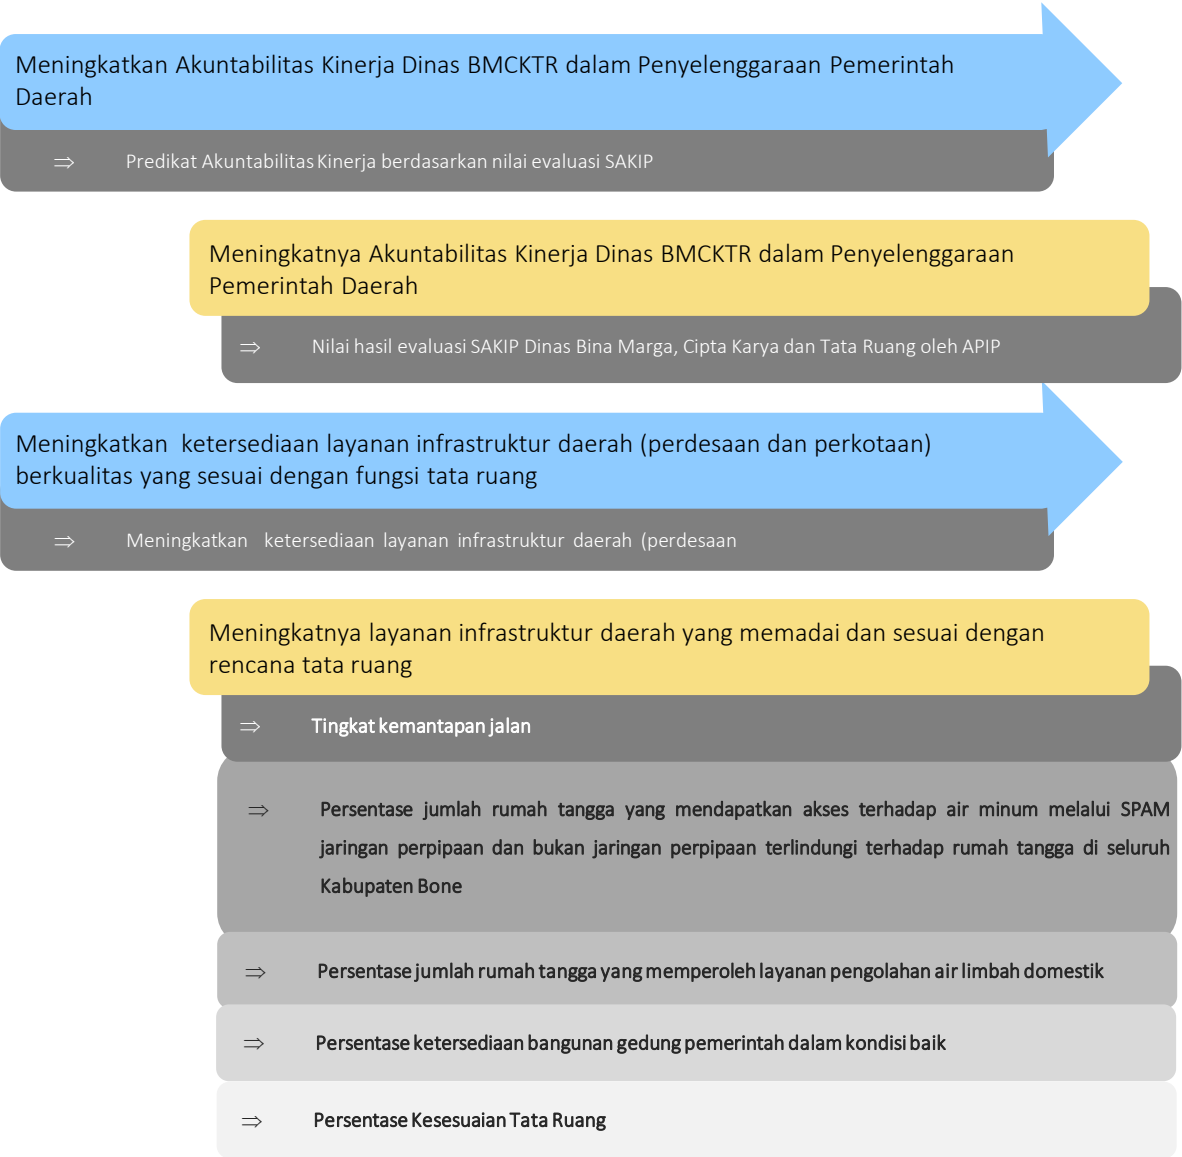 Meningkatkan Akuntabilitas Kinerja Dinas BMCKTR dalam Penyelenggaraan Pemerintah
Daerah
⇒ Predikat Akuntabilitas Kinerja berdasarkan nilai evaluasi SAKIP
Meningkatnya Akuntabilitas Kinerja Dinas BMCKTR dalam Penyelenggaraan
Pemerintah Daerah
⇒ Nilai hasil evaluasi SAKIP Dinas Bina Marga, Cipta Karya dan Tata Ruang oleh APIP
Meningkatkan ketersediaan layanan infrastruktur daerah (perdesaan dan perkotaan)
berkualitas yang sesuai dengan fungsi tata ruang
⇒ Meningkatkan ketersediaan layanan infrastruktur daerah (perdesaan
Meningkatnya layanan infrastruktur daerah yang memadai dan sesuai dengan
rencana tata ruang
⇒ Tingkat kemantapan jalan
⇒ Persentase jumlah rumah tangga yang mendapatkan akses terhadap air minum melalui SPAM
jaringan perpipaan dan bukan jaringan perpipaan terlindungi terhadap rumah tangga di seluruh
Kabupaten Bone
⇒ Persentase jumlah rumah tangga yang memperoleh layanan pengolahan air limbah domestik
⇒ Persentase ketersediaan bangunan gedung pemerintah dalam kondisi baik
⇒ Persentase Kesesuaian Tata Ruang